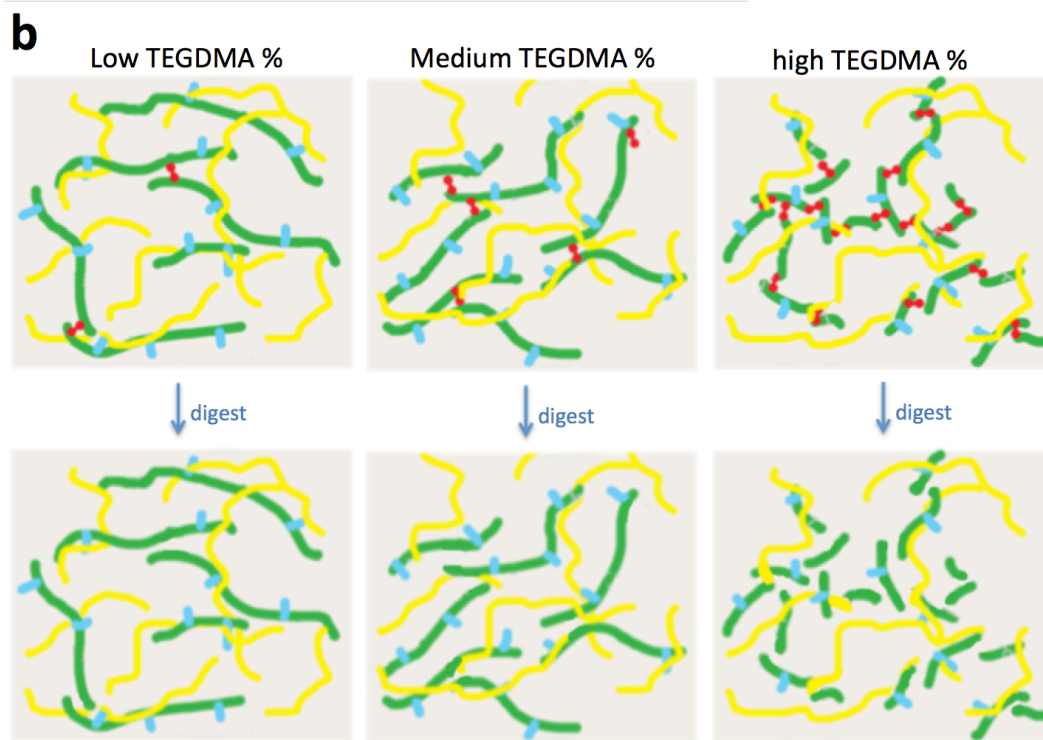 b
Low TEGDMA %
Medium TEGDMA %
high TEGDMA %
digest
digest
digest